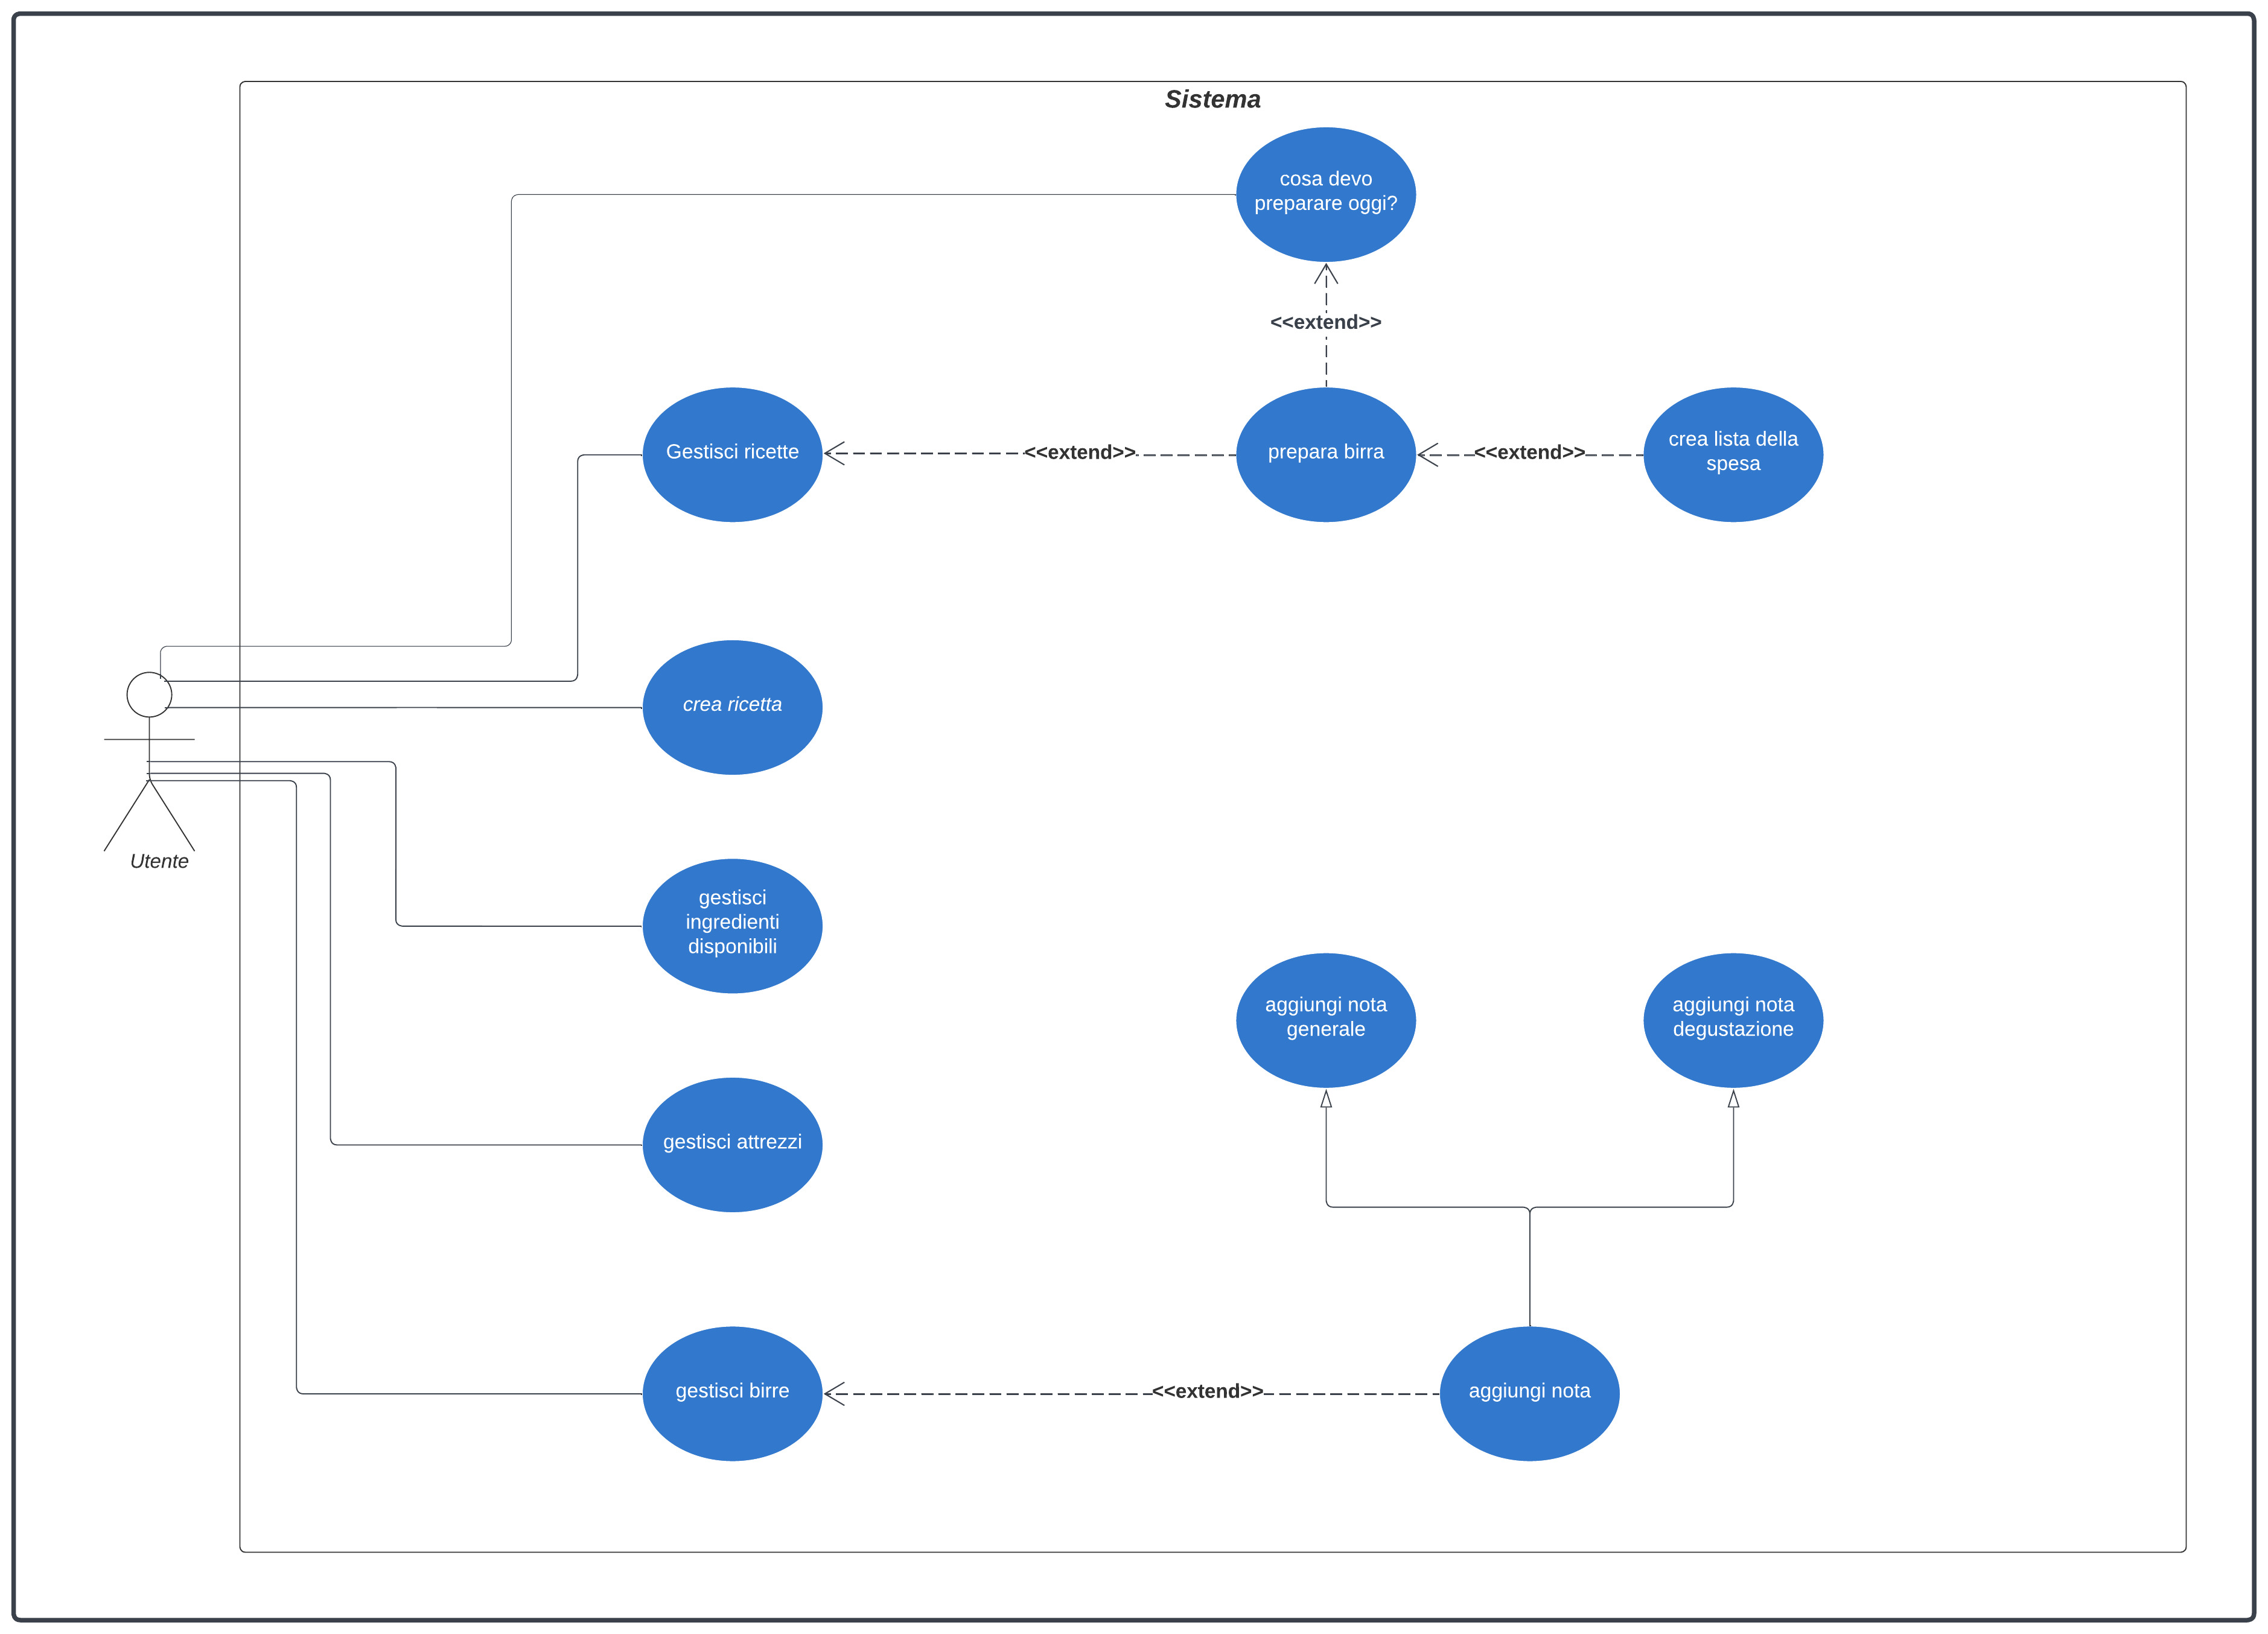 Sistema
cosa devo
preparare oggi?
<<extend>>
Gestisci ricette
<<extend>>
prepara birra
<<extend>>
crea lista della
spesa
crea ricetta
Utente
gestisci
ingredienti
disponibili
aggiungi nota
generale
aggiungi nota
degustazione
gestisci attrezzi
gestisci birre
<<extend>>
aggiungi nota